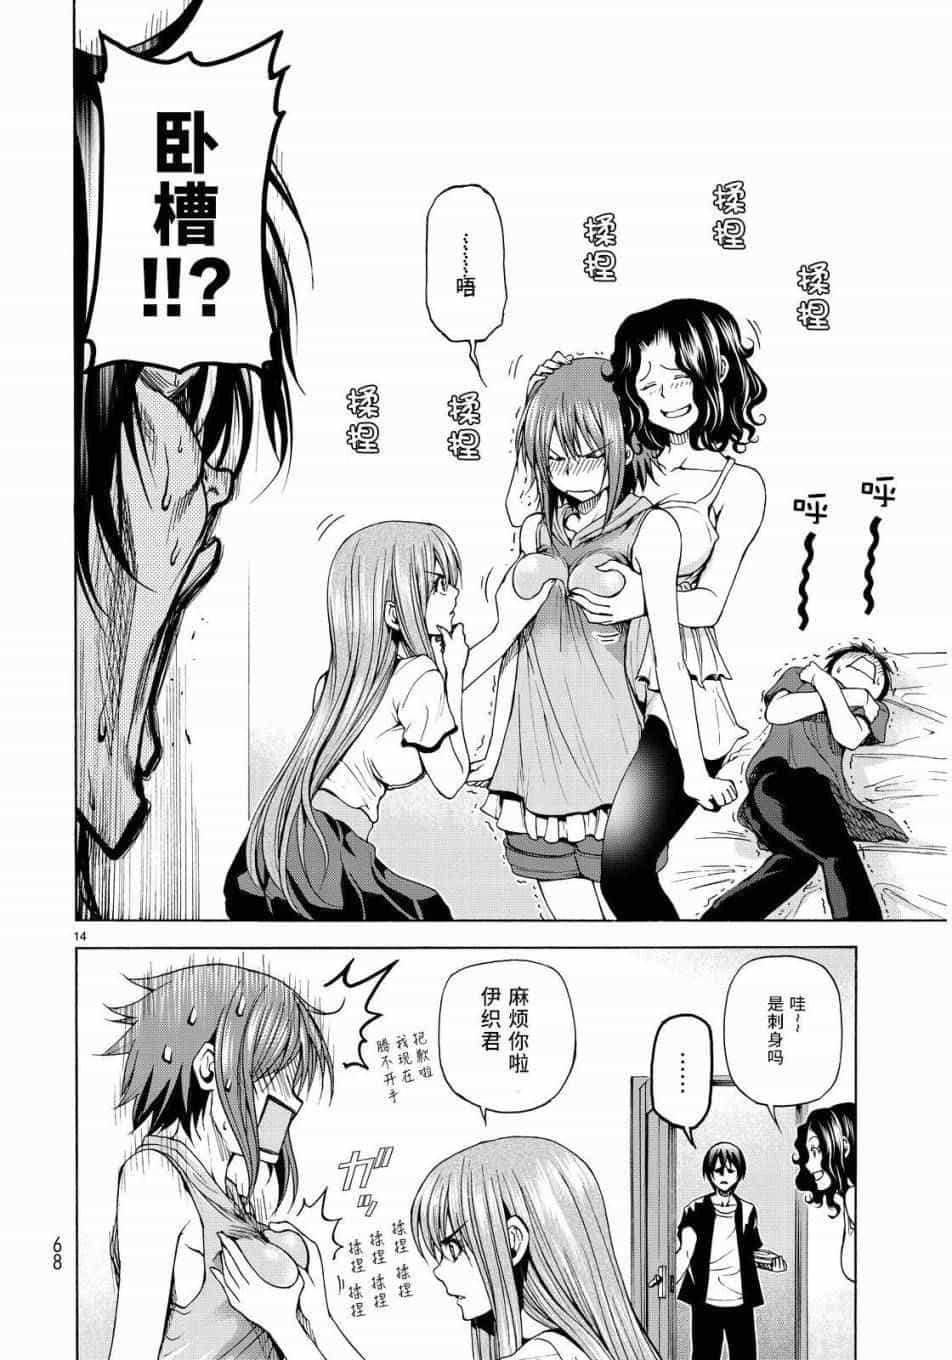 揉捏
揉捏
揉捏
……唔
揉捏
揉捏
呼～～
呼～～
卧槽!!?
14
哇~~
是刺身吗
……
麻烦你啦
伊织君
抱歉啦
我现在
腾不开手
ガッ
揉捏 揉捏
揉捏 揉捏
揉捏 揉捏
68